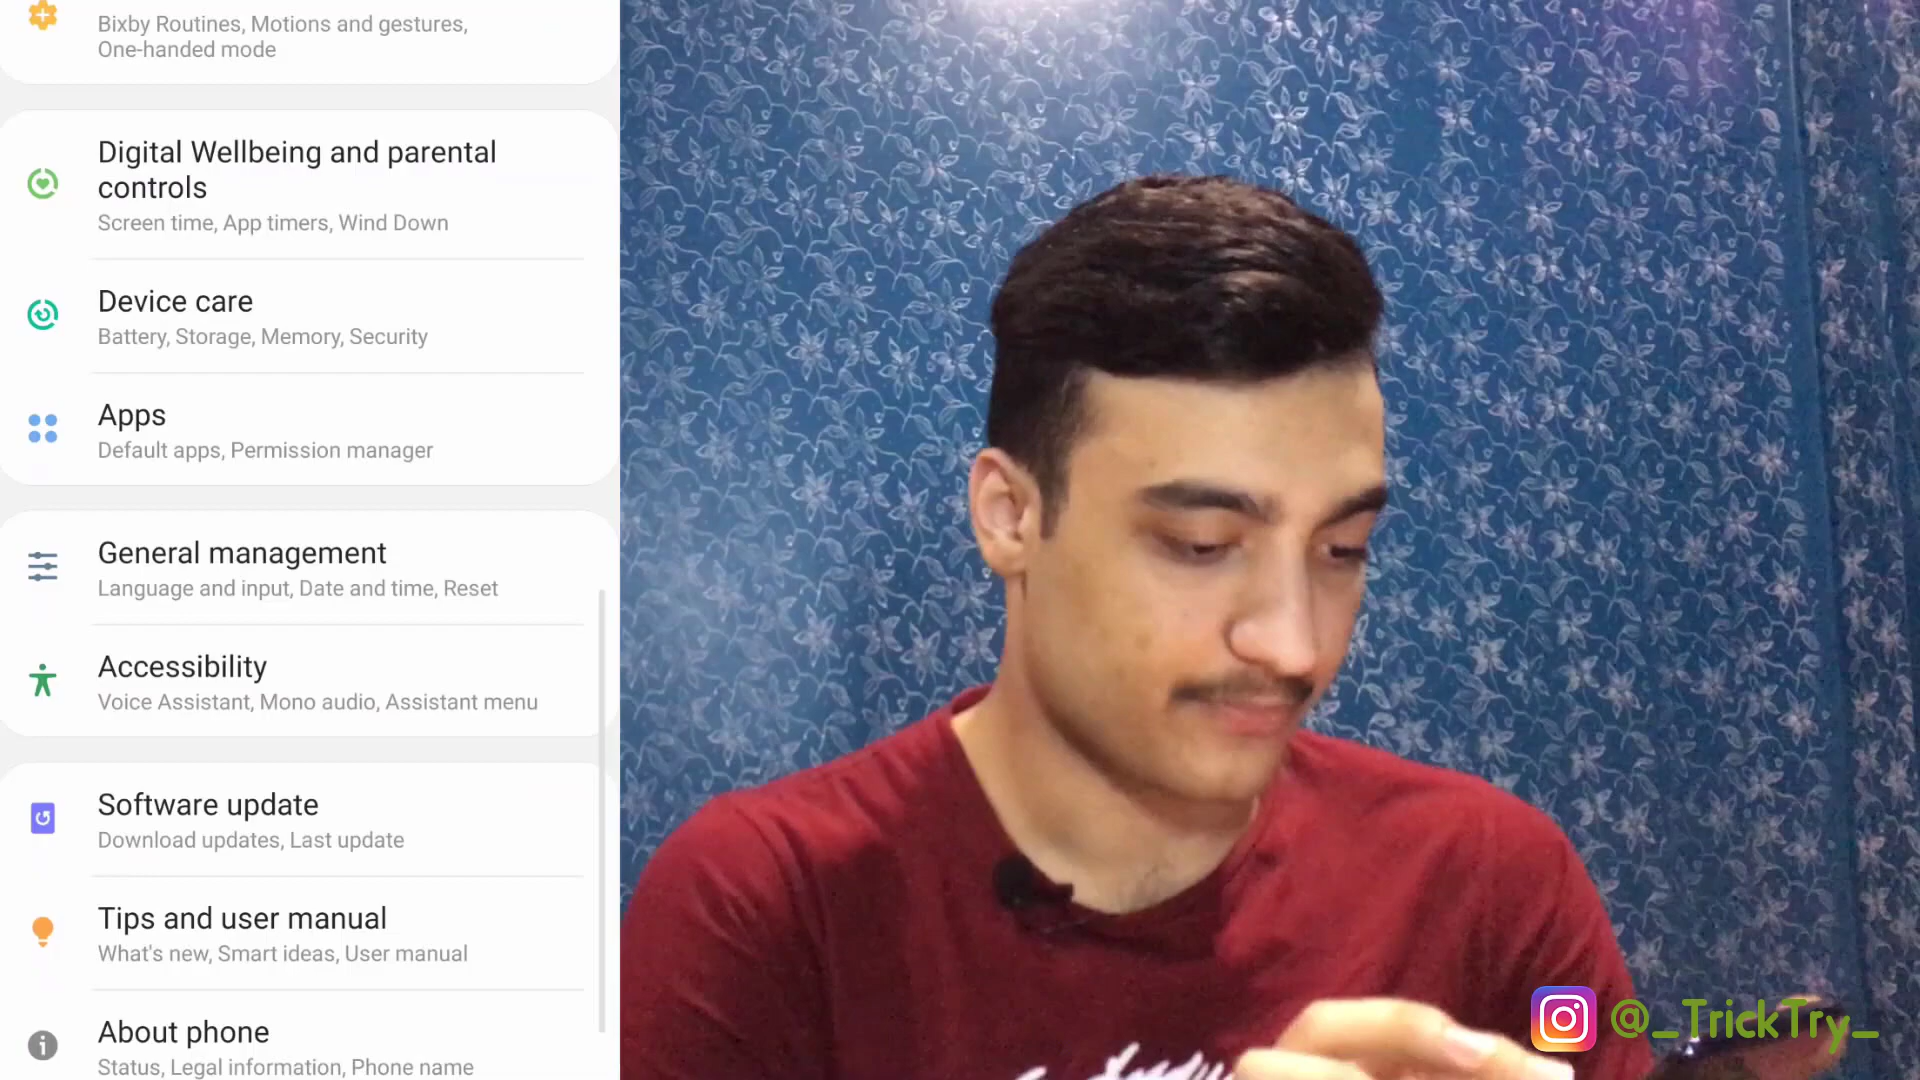 Bixby Routines, Motions and gestures,
One-handed mode
Digital Wellbeing and parental
controls
Screen time, App timers, Wind Down
Device care
Battery, Storage, Memory, Security
Apps
Default apps, Permission manager
General management
Language and input, Date and time, Reset
Accessibility
Voice Assistant, Mono audio, Assistant menu
Software update
Download updates, Last update
Tips and user manual
What's new, Smart ideas, User manual
About phone
Status, Legal information, Phone name
@_TrickTry_